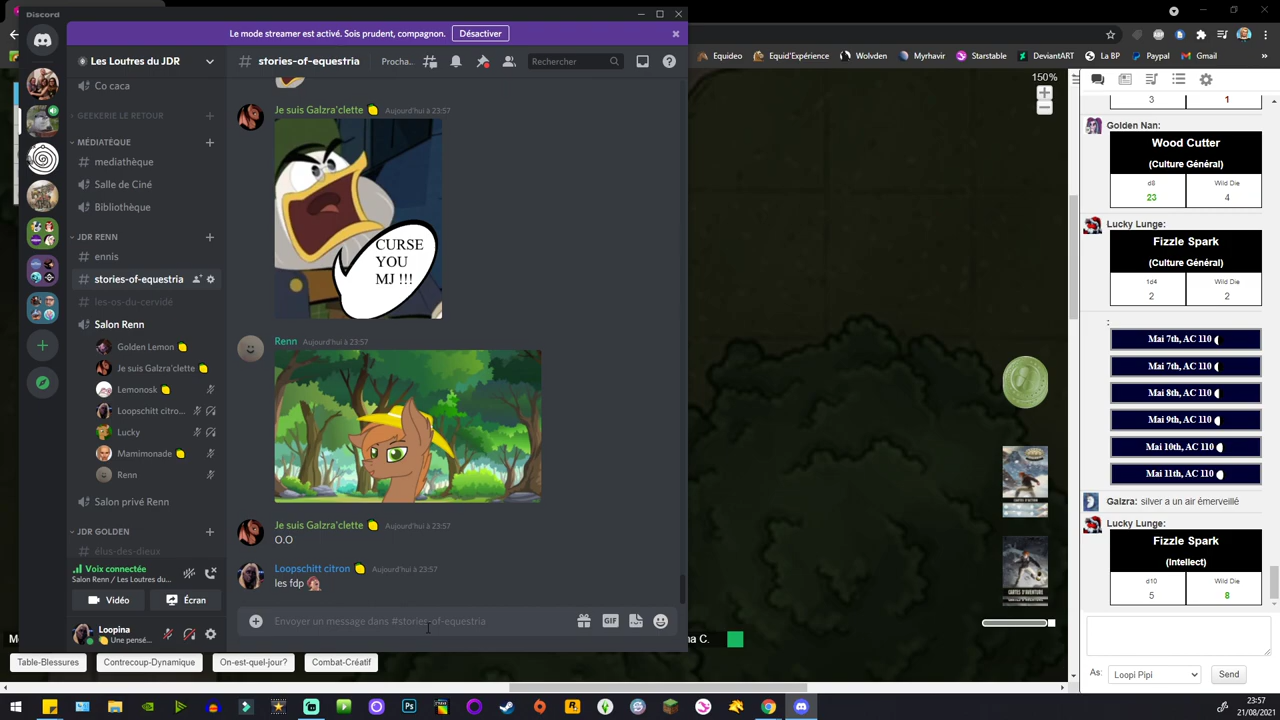 Discord
Le mode streamer est activé. Sois prudent, compagnon.
Désactiver
Les Loutres du JDR
stories-of-equestria
Procha...
Rechercher
Co caca
GEEKERIE LE RETOUR
MÉDIATÈQUE
mediathèque
Salle de Ciné
Bibliothèque
JDR RENN
ennis
stories-of-equestria
les-os-du-cervidé
Salon Renn
Golden Lemon
Je suis Galzra'clette
Lemonosk
Loopschitt citro...
Lucky
Mamimonade
Renn
Salon privé Renn
JDR GOLDEN
élus-des-dieux
Voix connectée
Salon Renn / Les Loutres du...
Vidéo
Écran
Loopina
Une pensé...
Je suis Galzra'clette Aujourd'hui à 23:57
CURSE
YOU
MJ !!!
Renn Aujourd'hui à 23:57
Je suis Galzra'clette Aujourd'hui à 23:57
O.O
Loopschitt citron Aujourd'hui à 23:57
les fdp
Envoyer un message dans #stories-of-equestria
GIF
Table-Blessures
Contrecoup-Dynamique
On-est-quel-jour?
Combat-Créatif
Equideo
Equid'Expérience
Wolvden
Myrhavir
Starstable
DeviantART
La BP
Paypal
Gmail
150%
3
1
Golden Nan:
Wood Cutter
(Culture Général)
d8
Wild Die
23
4
Lucky Lunge:
Fizzle Spark
(Culture Général)
1d4
Wild Die
2
2
:
Mai 7th, AC 110
Mai 7th, AC 110
Mai 8th, AC 110
Mai 9th, AC 110
Mai 10th, AC 110
Mai 11th, AC 110
Galzra: silver a un air émerveillé
Lucky Lunge:
Fizzle Spark
(Intellect)
d10
Wild Die
5
8
As:
Loopi Pipi
Send
23:57
21/08/2021